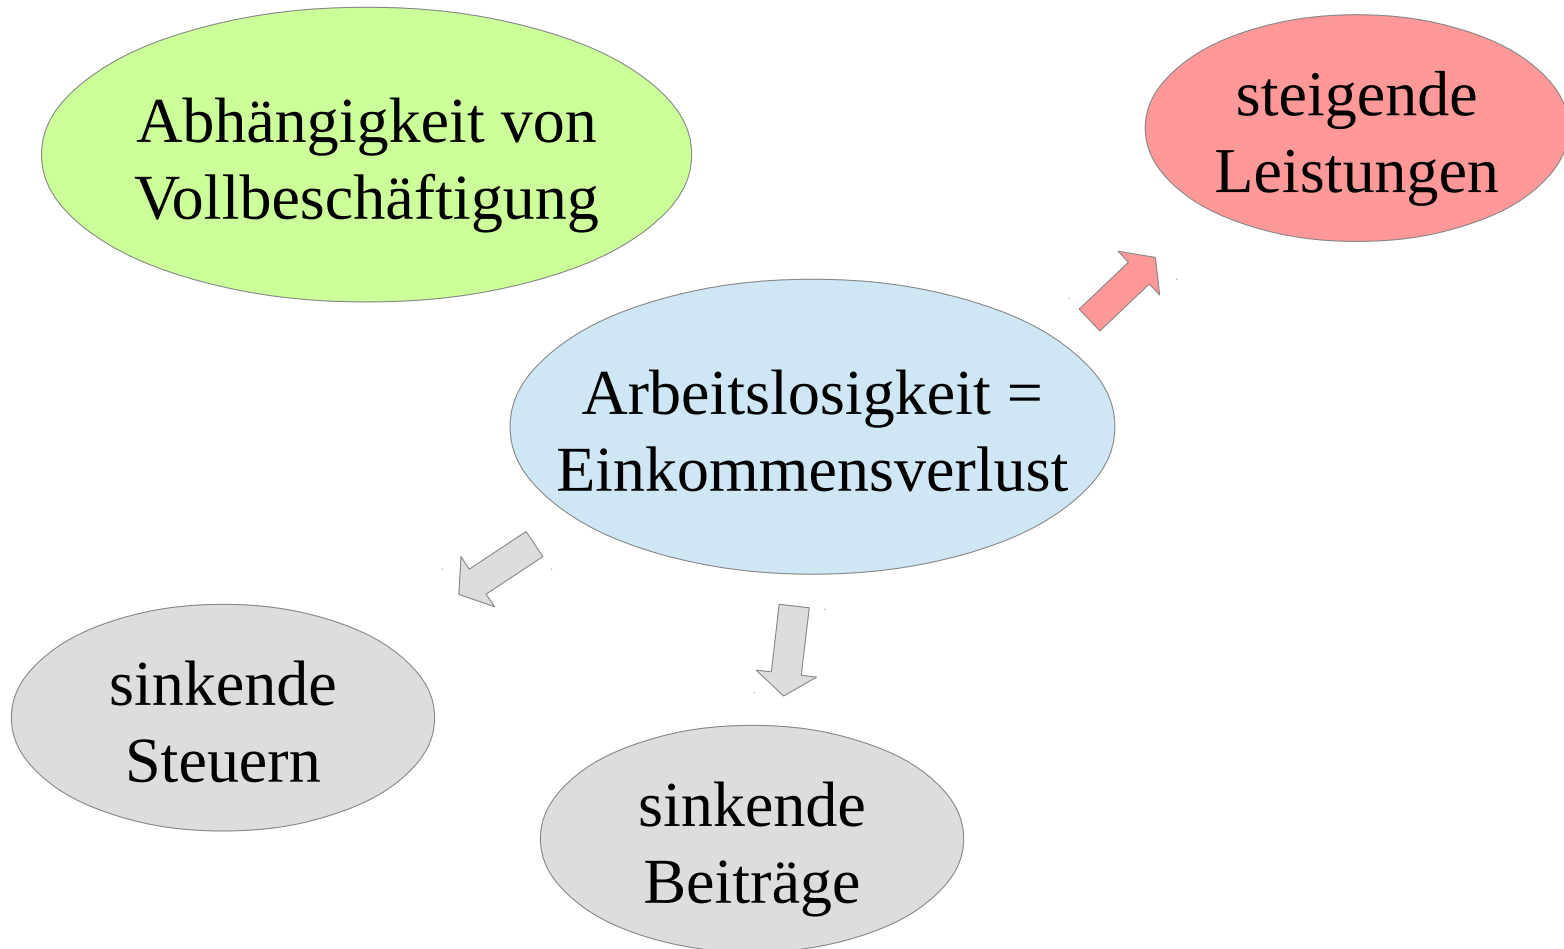 Abhängigkeit von
Vollbeschäftigung
steigende
Leistungen
Arbeitslosigkeit =
Einkommensverlust
sinkende
Steuern
sinkende
Beiträge